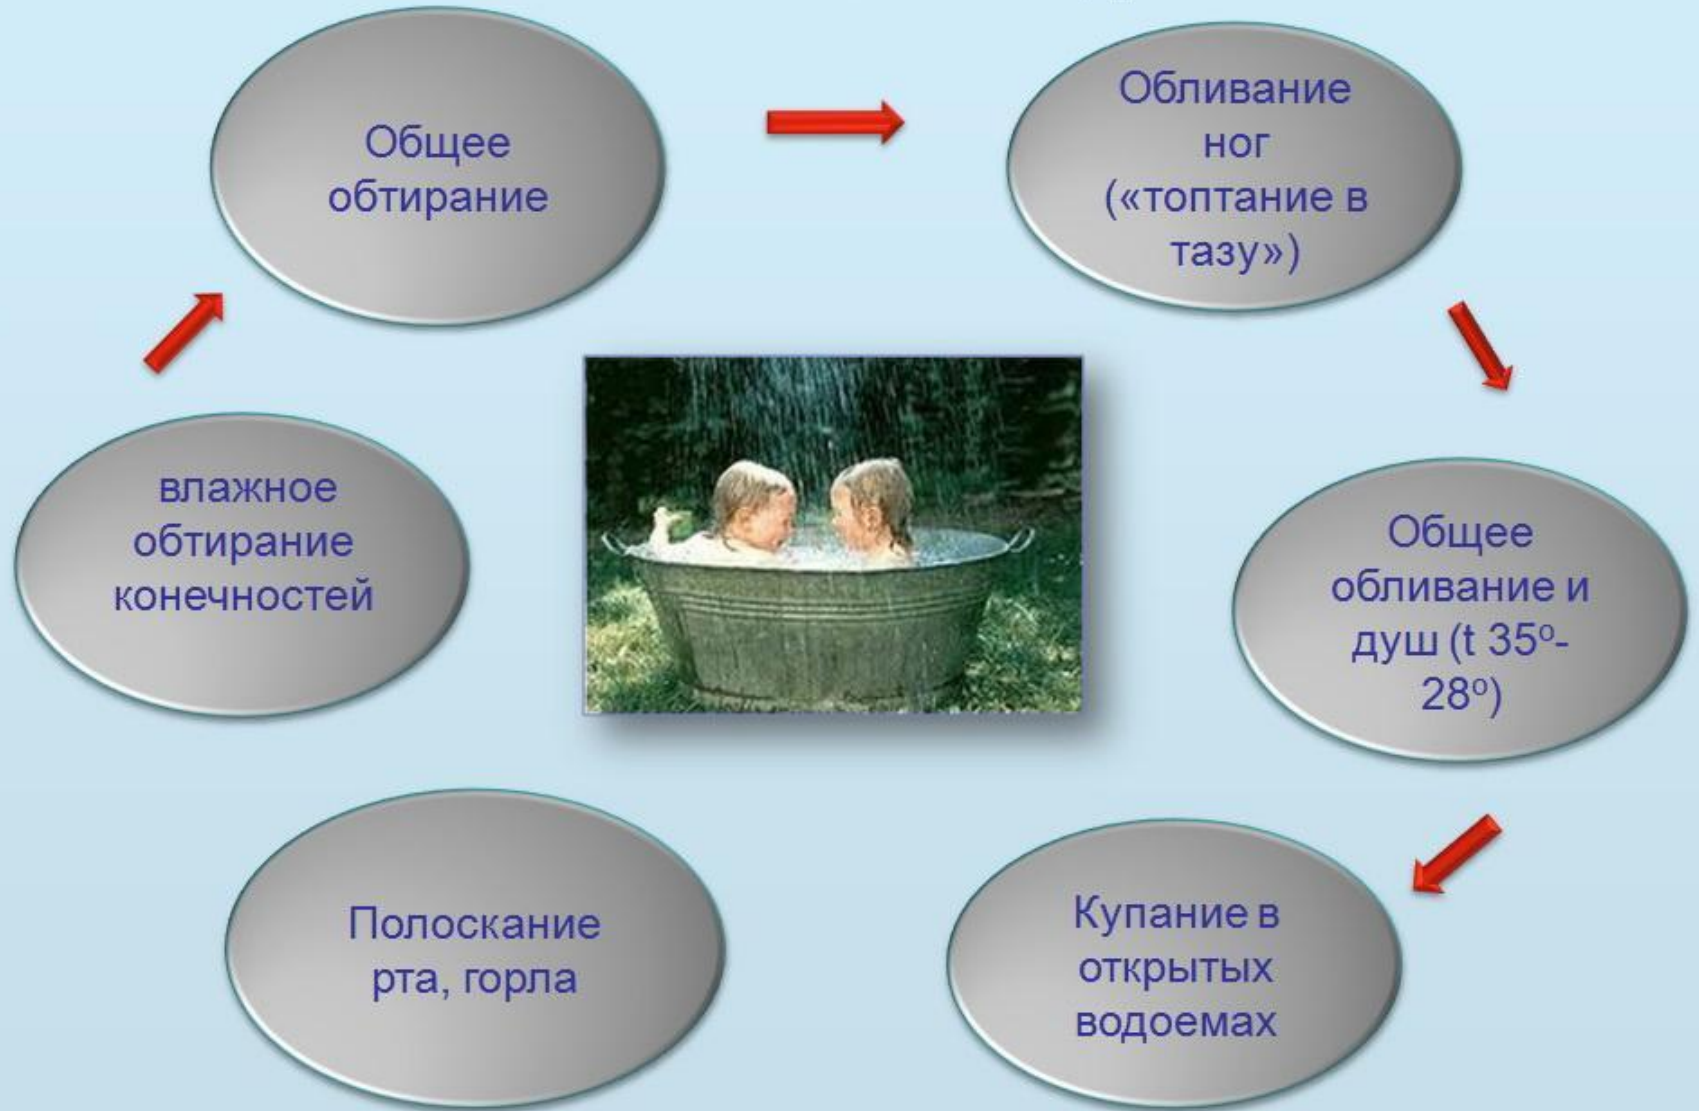 Общее
обтирание
Обливание
ног
(«топтание в
тазу»)
влажное
обтирание
конечностей
Общее
обливание и
душ (t 35º-
28º)
Полоскание
рта, горла
Купание в
открытых
водоемах